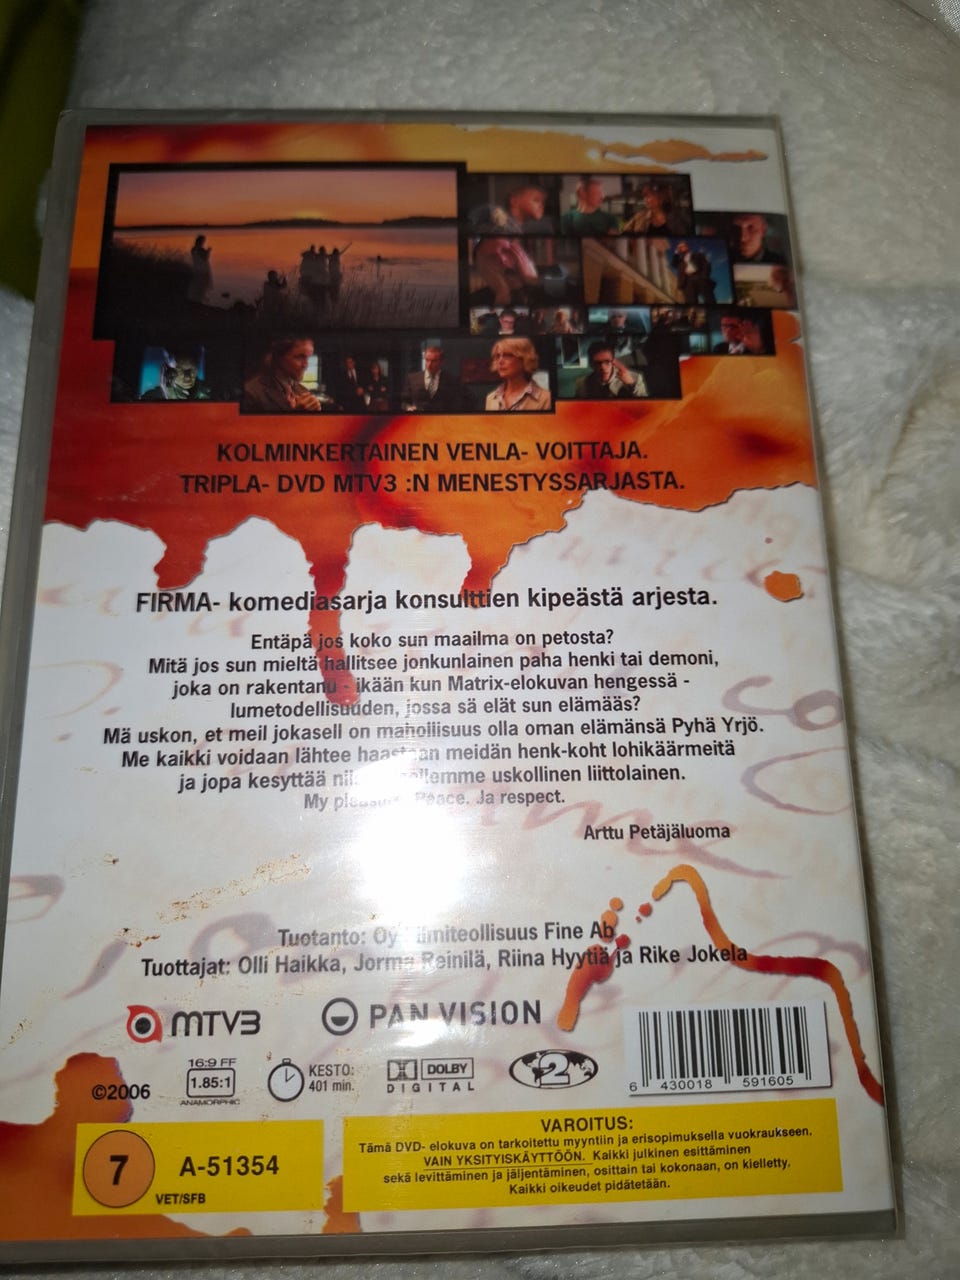 KOLMINKERTAINEN VENLA- VOITTAJA.
TRIPLA- DVD MTV3 :N MENESTYSSARJASTA.
FIRMA- komediasarja konsulttien kipeästä arjesta.
Entäpä jos koko sun maailma on petosta?
Mitä jos sun mieltä hallitsee jonkunlainen paha henki tai demoni,
joka on rakentanu - ikään kun Matrix-elokuvan hengessä -
lumetodellisuuden, jossa sä elät sun elämääs?
Mä uskon, et meil jokasell on maholisuus olla oman elämänsä Pyhä Yrjö.
Me kaikki voidaan lähtee haastaan meidän henk-koht lohikäärmeitä
ja jopa kesyttää uskollinen liittolainen.
My Peace. Ja respect.
Arttu Petäjäluoma
Tuotanto: Oy Filmiteollisuus Fine Ab
Tuottajat: Olli Haikka, Jorma Reinilä, Riina Hyytiä ja Rike Jokela
MTV3 PAN VISION
©2006
16:9 FF
1.85:1
ANAMORPHIC
KESTO:
401 min.
DOLBY
DIGITAL
2
6 430018 591605
7 A-51354
VET/SFB
VAROITUS:
Tämä DVD- elokuva on tarkoitettu myyntiin ja erisopimuksella vuokraukseen.
VAIN YKSITYISKÄYTTÖÖN. Kaikki julkinen esittäminen
sekä levittäminen ja jäljentäminen, osittain tai kokonaan, on kielletty.
Kaikki oikeudet pidätetään.